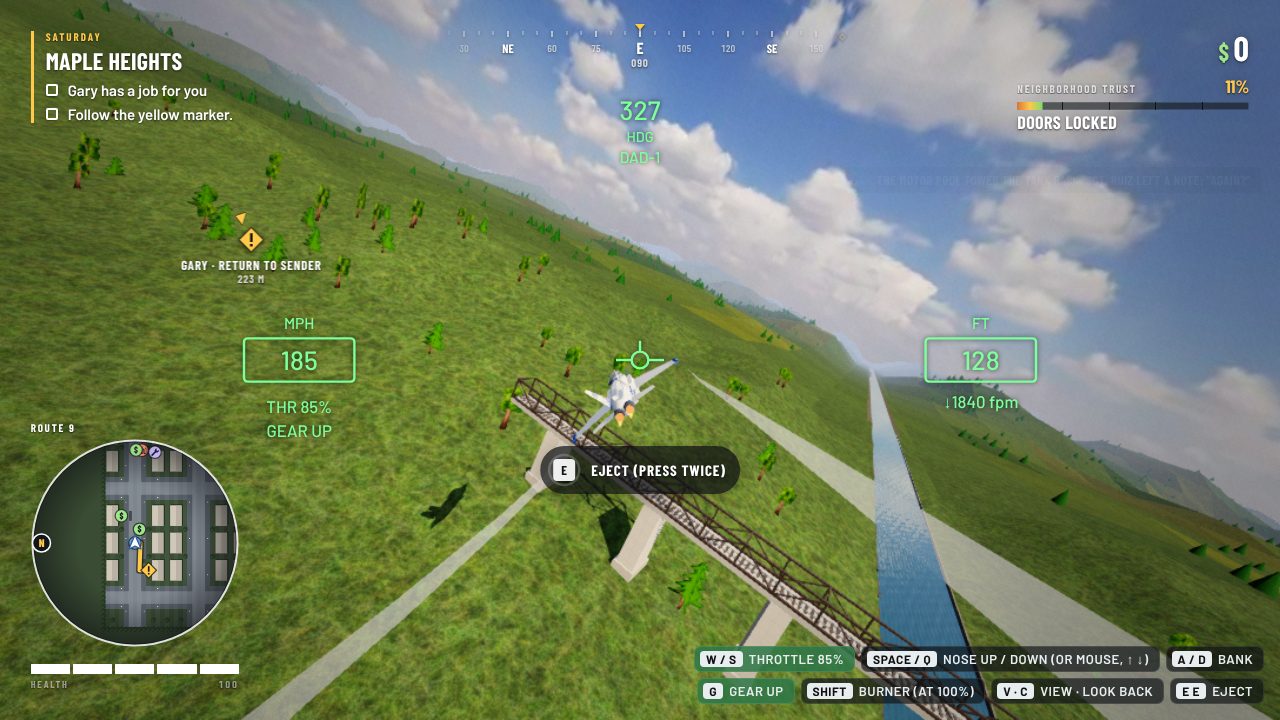 SATURDAY
MAPLE HEIGHTS
Gary has a job for you
Follow the yellow marker.
30 NE 60 75 E 105 120 SE 150
090
327
HDG
DAD-1
$0
NEIGHBORHOOD TRUST 11%
DOORS LOCKED
GARY · RETURN TO SENDER
223 M
MPH
185
THR 85%
GEAR UP
FT
128
↓1840 fpm
E EJECT (PRESS TWICE)
ROUTE 9
N
HEALTH 100
W / S THROTTLE 85% SPACE / Q NOSE UP / DOWN (OR MOUSE, ↑ ↓) A / D BANK
G GEAR UP SHIFT BURNER (AT 100%) V · C VIEW · LOOK BACK E E EJECT